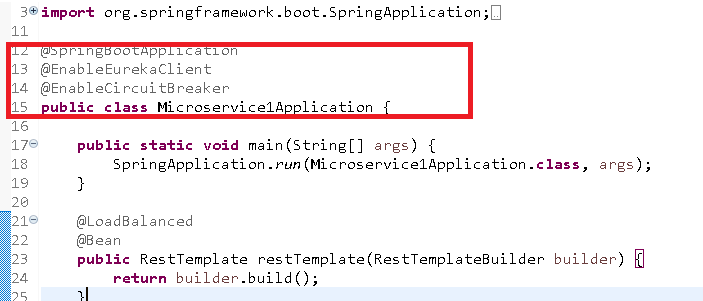 3 import org.springframework.boot.SpringApplication;
12 @SpringBootApplication
13 @EnableEurekaClient
14 @EnableCircuitBreaker
15 public class Microservice1Application {
16
17 public static void main(String[] args) {
18 SpringApplication.run(Microservice1Application.class, args);
19 }
20
21 @LoadBalanced
22 @Bean
23 public RestTemplate restTemplate(RestTemplateBuilder builder) {
24 return builder.build();
25 }